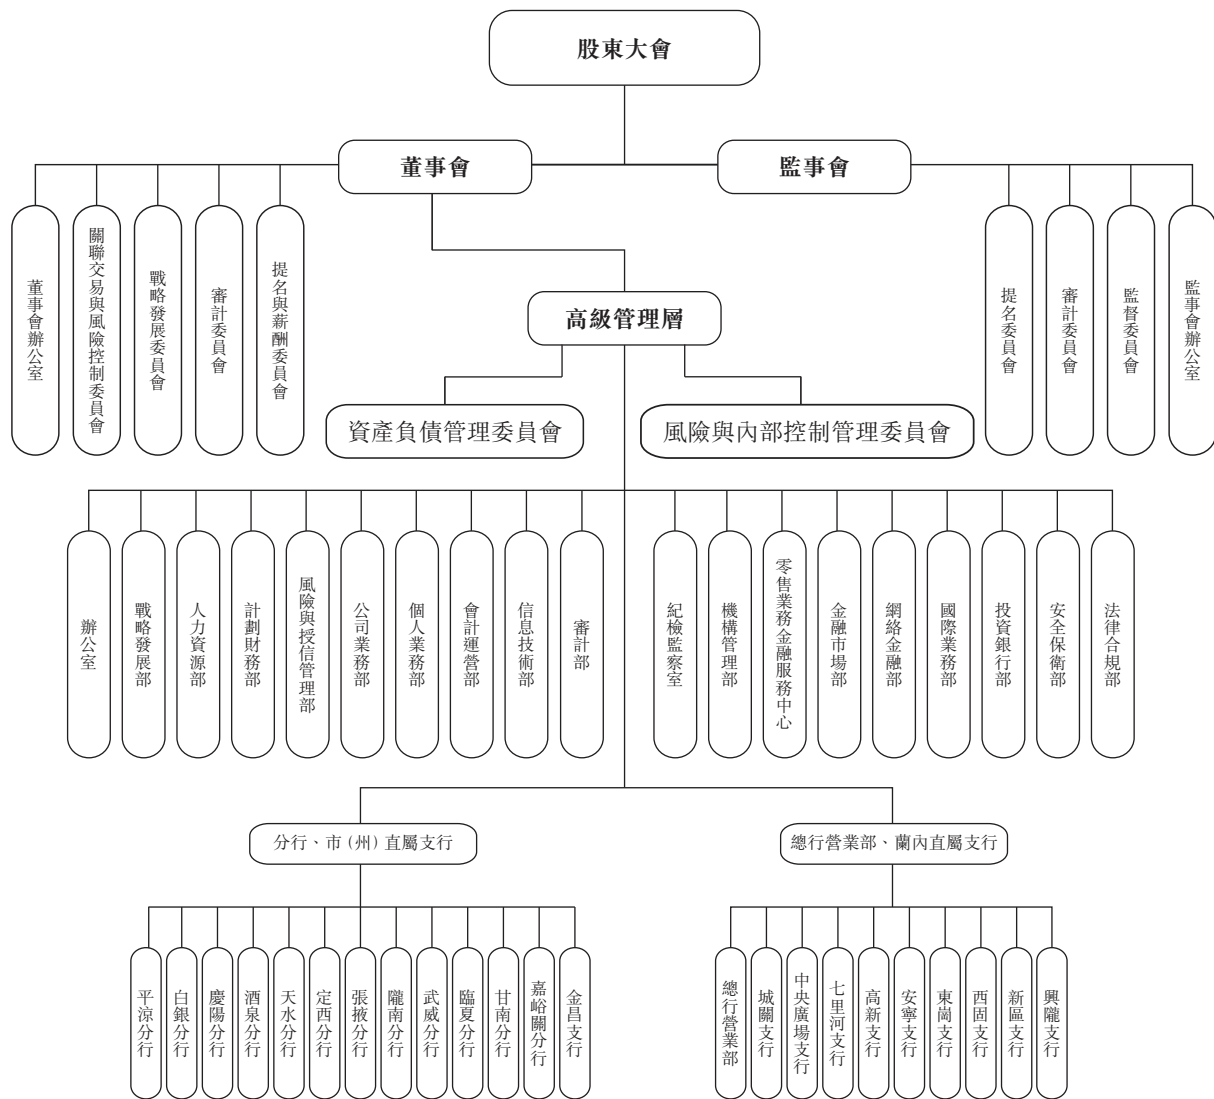 股東大會
董事會
監事會
董事會辦公室
關聯交易與風險控制委員會
戰略發展委員會
審計委員會
提名與薪酬委員會
提名委員會
審計委員會
監督委員會
監事會辦公室
高級管理層
資產負債管理委員會
風險與內部控制管理委員會
辦公室
戰略發展部
人力資源部
計劃財務部
風險與授信管理部
公司業務部
個人業務部
會計運營部
信息技術部
審計部
紀檢監察室
機構管理部
零售業務金融服務中心
金融市場部
網絡金融部
國際業務部
投資銀行部
安全保衛部
法律合規部
分行、市(州)直屬支行
總行營業部、蘭內直屬支行
平涼分行
白銀分行
慶陽分行
酒泉分行
天水分行
定西分行
張掖分行
隴南分行
武威分行
臨夏分行
甘南分行
嘉峪關分行
金昌支行
總行營業部
城關支行
中央廣場支行
七里河支行
高新支行
安寧支行
東崗支行
西固支行
新區支行
興隴支行